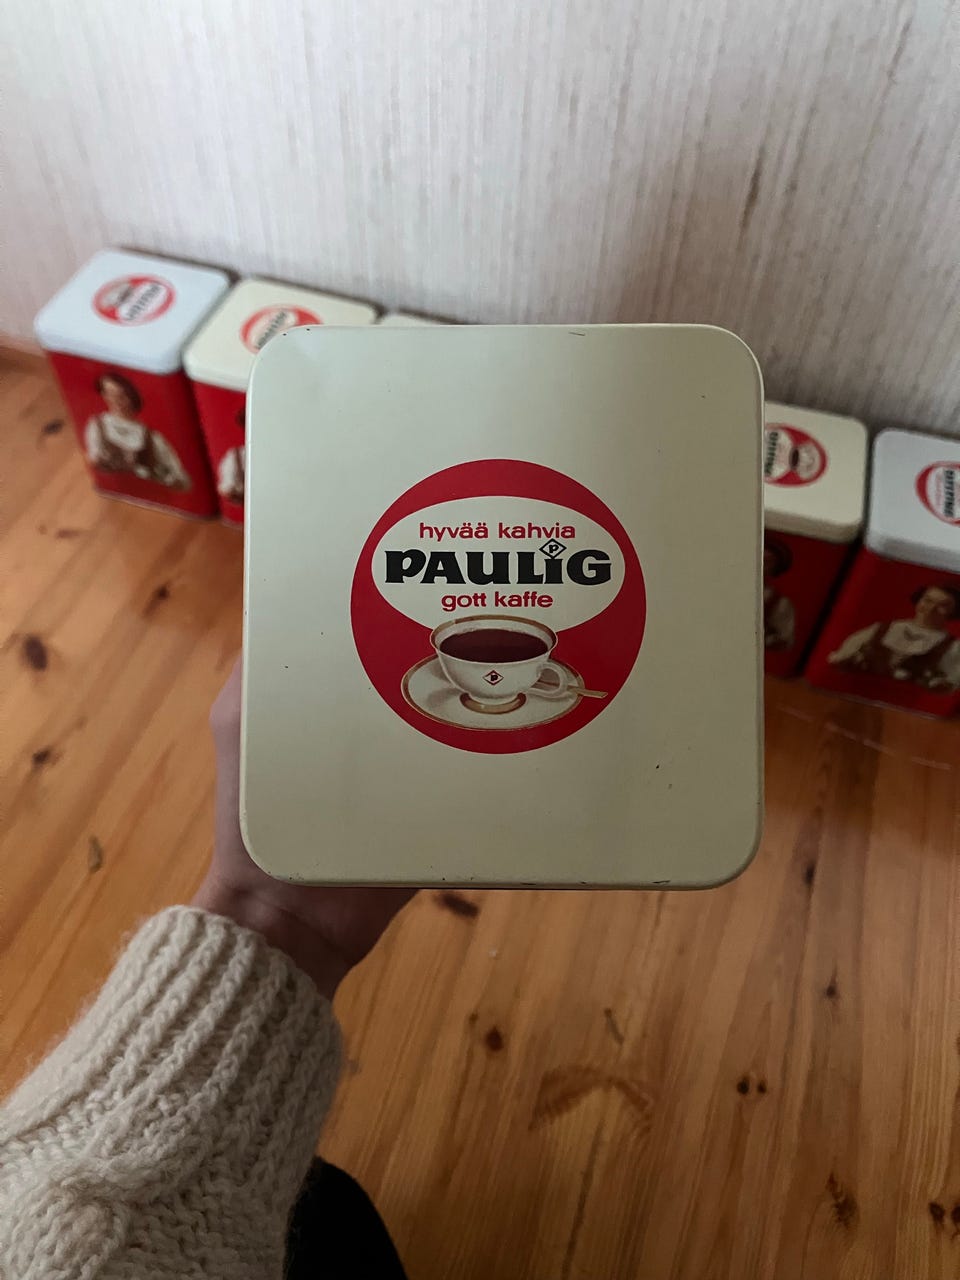 hyvää kahvia
PAULiG
gott kaffe